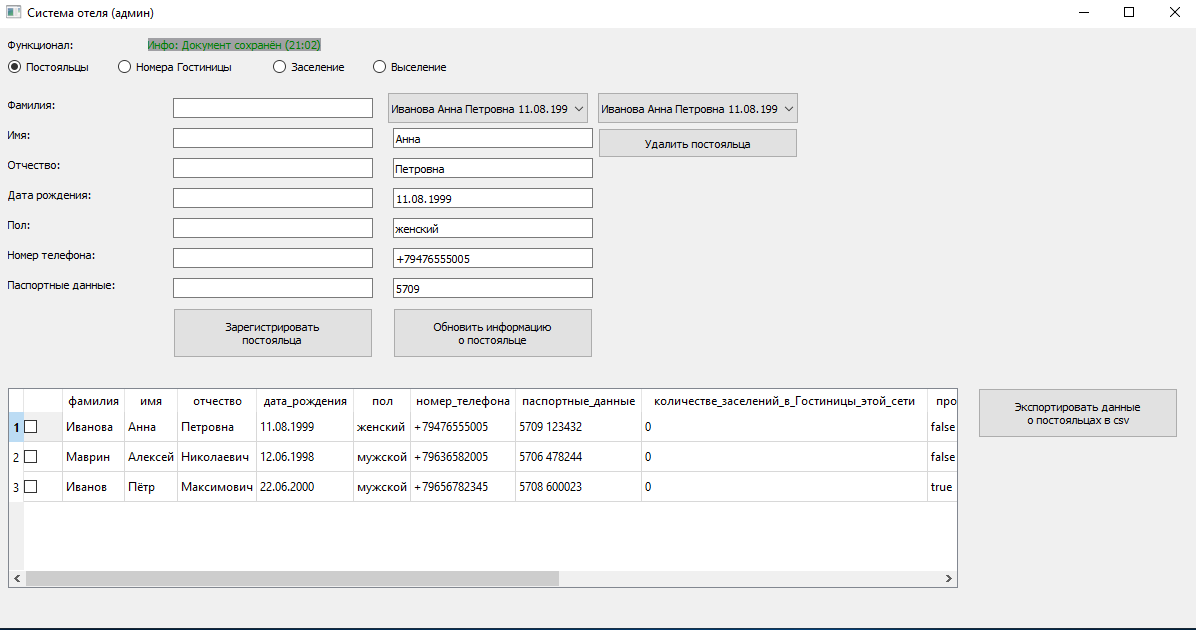 Система отеля (админ)
Функционал:
Инфо: Документ сохранён (21:02)
Постояльцы
Номера Гостиницы
Заселение
Выселение
Фамилия:
Иванова Анна Петровна 11.08.199
Иванова Анна Петровна 11.08.199
Имя:
Анна
Удалить постояльца
Отчество:
Петровна
Дата рождения:
11.08.1999
Пол:
женский
Номер телефона:
+79476555005
Паспортные данные:
5709
Зарегистрировать
постояльца
Обновить информацию
о постояльце
фамилия имя отчество дата_рождения пол номер_телефона паспортные_данные количестве_заселений_в_Гостиницы_этой_сети про
1 Иванова Анна Петровна 11.08.1999 женский +79476555005 5709 123432 0 false
2 Маврин Алексей Николаевич 12.06.1998 мужской +79636582005 5706 478244 0 false
3 Иванов Пётр Максимович 22.06.2000 мужской +79656782345 5708 600023 0 true
Экспортировать данные
о постояльцах в csv